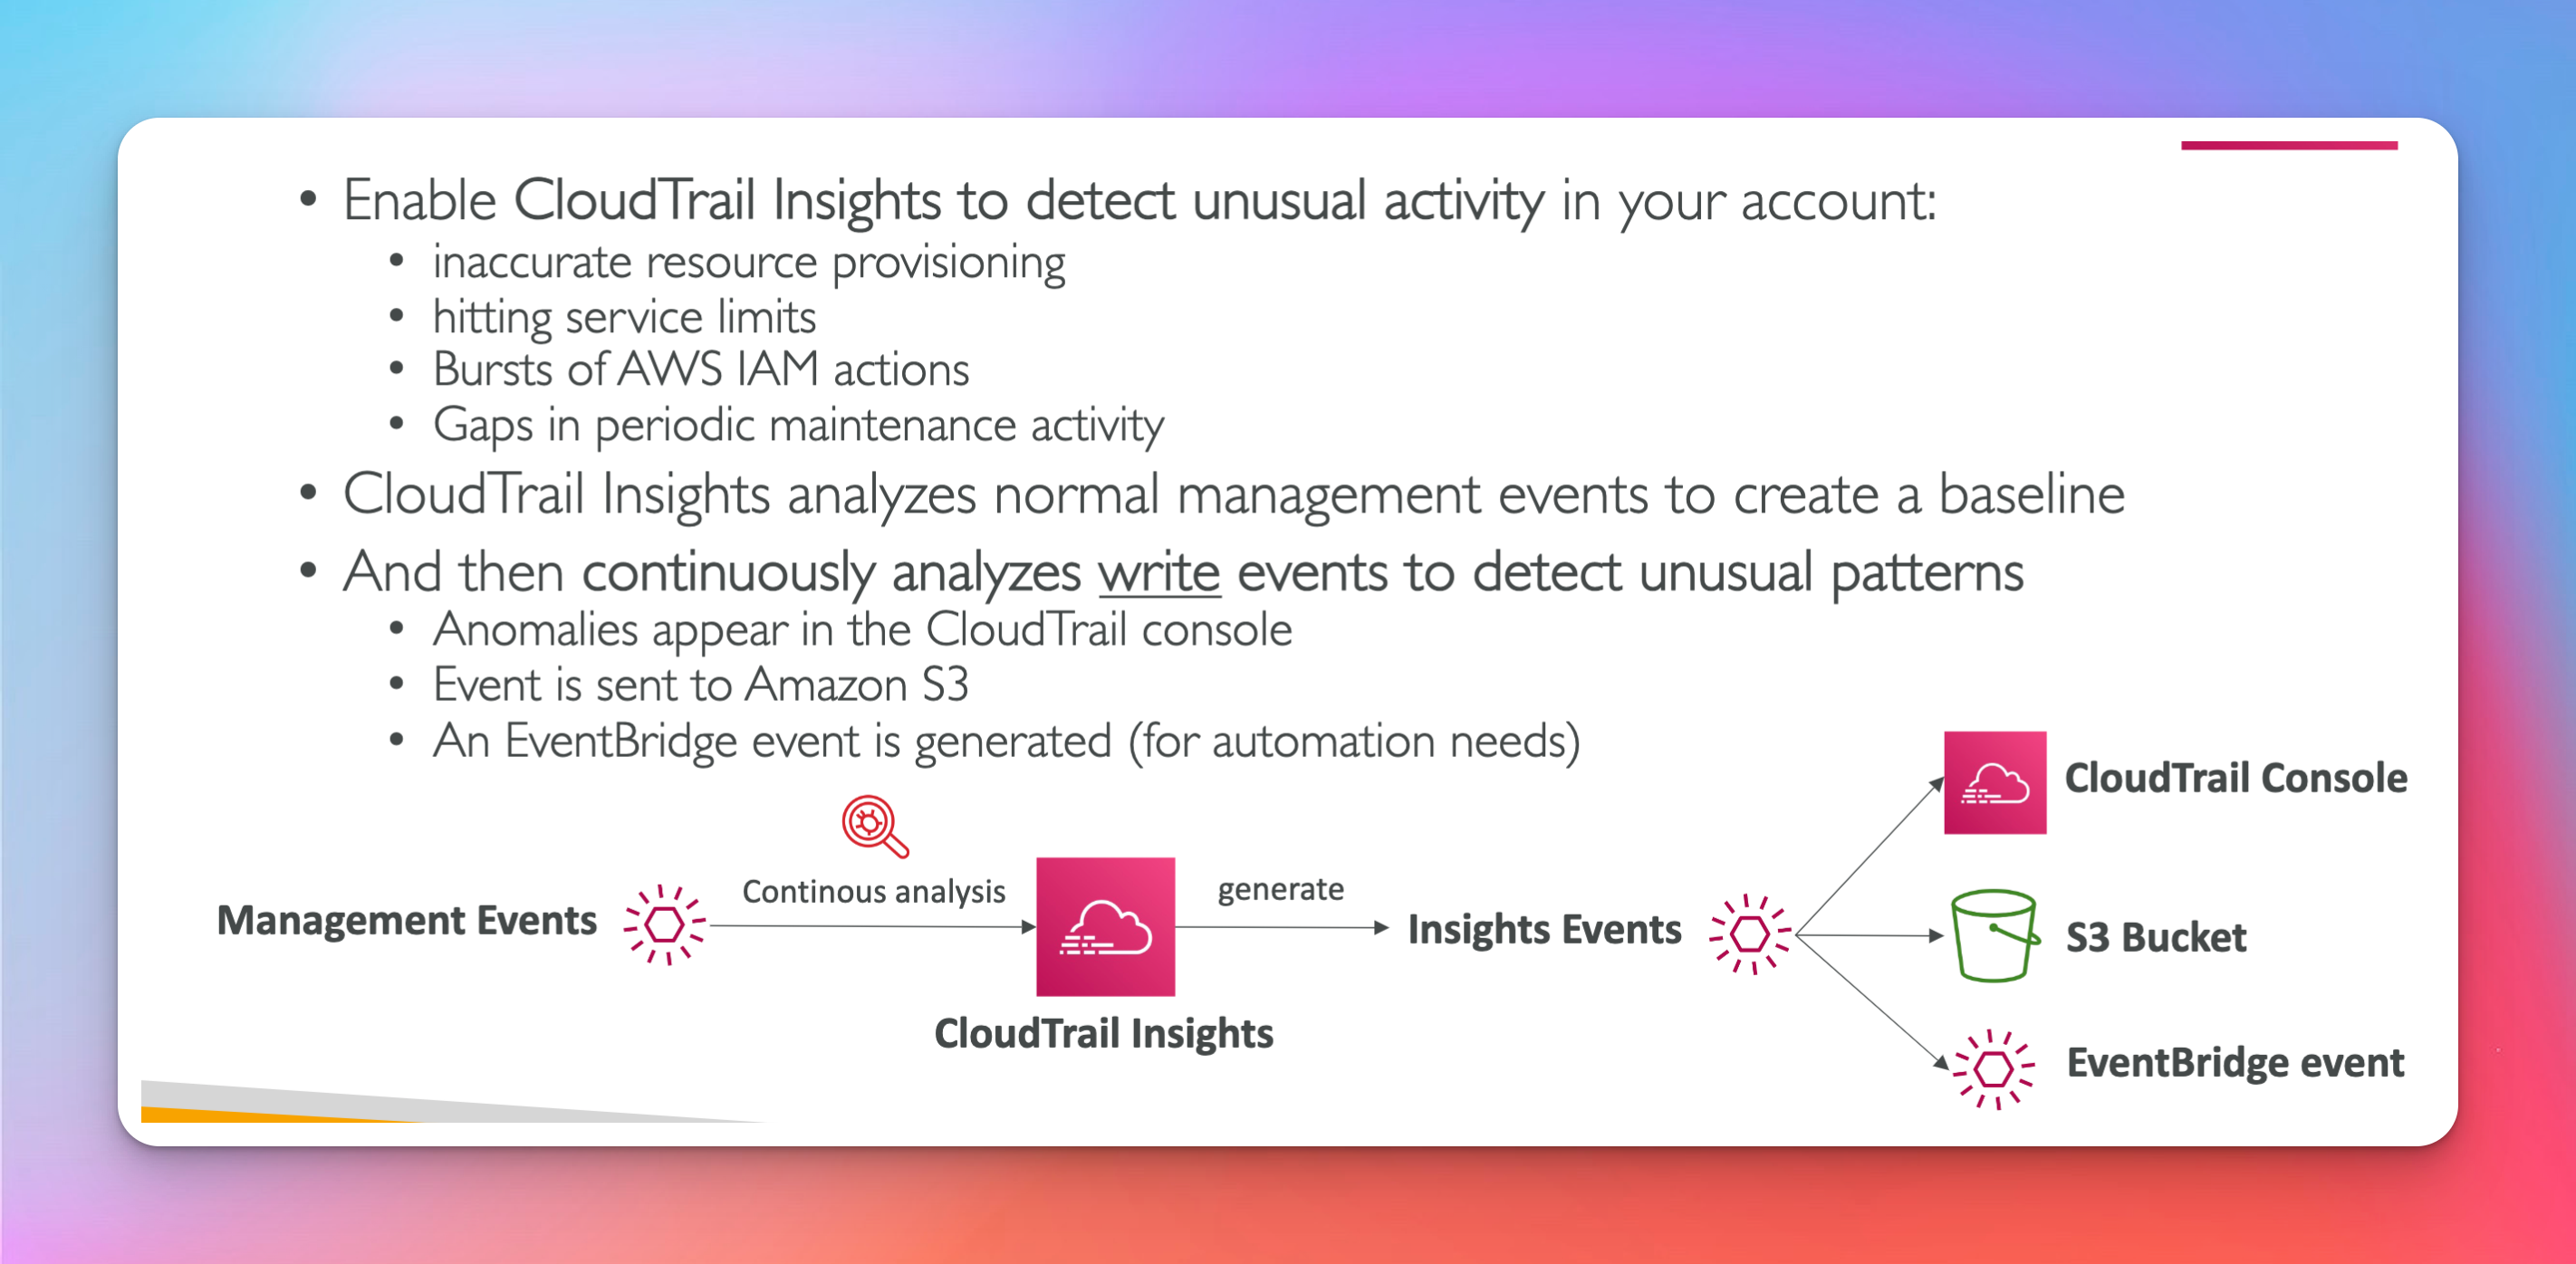 • Enable CloudTrail Insights to detect unusual activity in your account:
• inaccurate resource provisioning
• hitting service limits
• Bursts of AWS IAM actions
• Gaps in periodic maintenance activity
• CloudTrail Insights analyzes normal management events to create a baseline
• And then continuously analyzes write events to detect unusual patterns
• Anomalies appear in the CloudTrail console
• Event is sent to Amazon S3
• An EventBridge event is generated (for automation needs)
Management Events
Continous analysis
CloudTrail Insights
generate
Insights Events
CloudTrail Console
S3 Bucket
EventBridge event